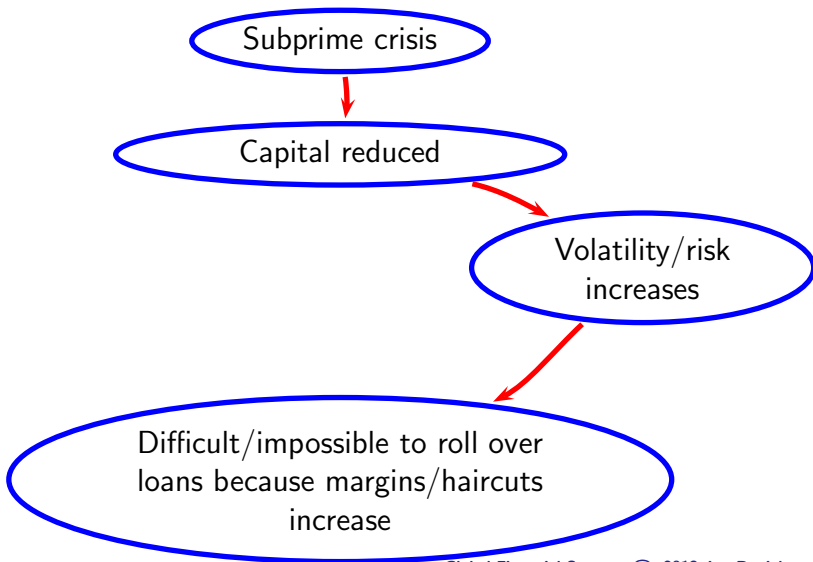 Subprime crisis
Capital reduced
Volatility/risk
increases
Difficult/impossible to roll over
loans because margins/haircuts
increase